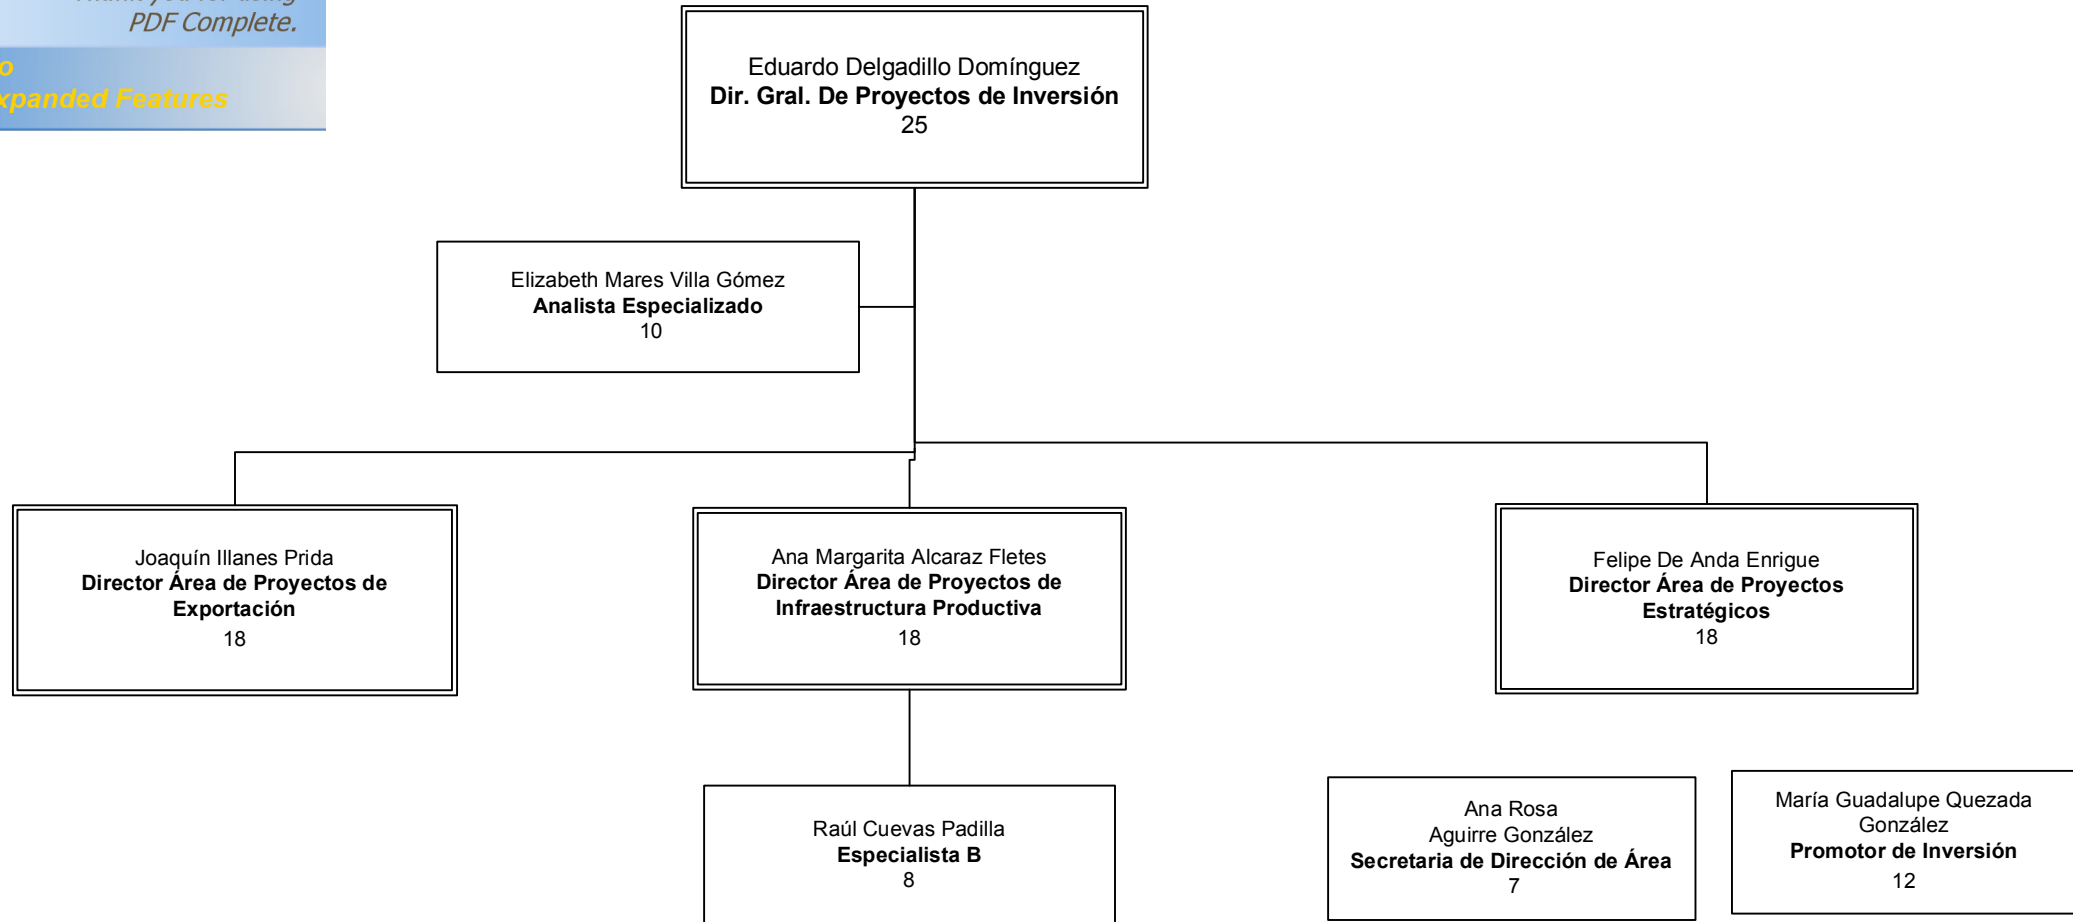 PDF Complete.
Expanded Features
Eduardo Delgadillo Domínguez
Dir. Gral. De Proyectos de Inversión
25
Elizabeth Mares Villa Gómez
Analista Especializado
10
Joaquín Illanes Prida
Director Área de Proyectos de
Exportación
18
Ana Margarita Alcaraz Fletes
Director Área de Proyectos de
Infraestructura Productiva
18
Felipe De Anda Enrigue
Director Área de Proyectos
Estratégicos
18
Raúl Cuevas Padilla
Especialista B
8
Ana Rosa
Aguirre González
Secretaria de Dirección de Área
7
María Guadalupe Quezada
González
Promotor de Inversión
12